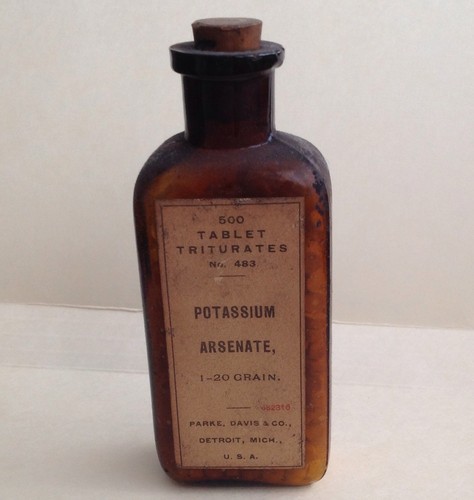 500
TABLET
TRITURATES
No. 483
POTASSIUM
ARSENATE,
1-20 GRAIN.
PARKE, DAVIS & CO.,
DETROIT, MICH.,
U. S. A.